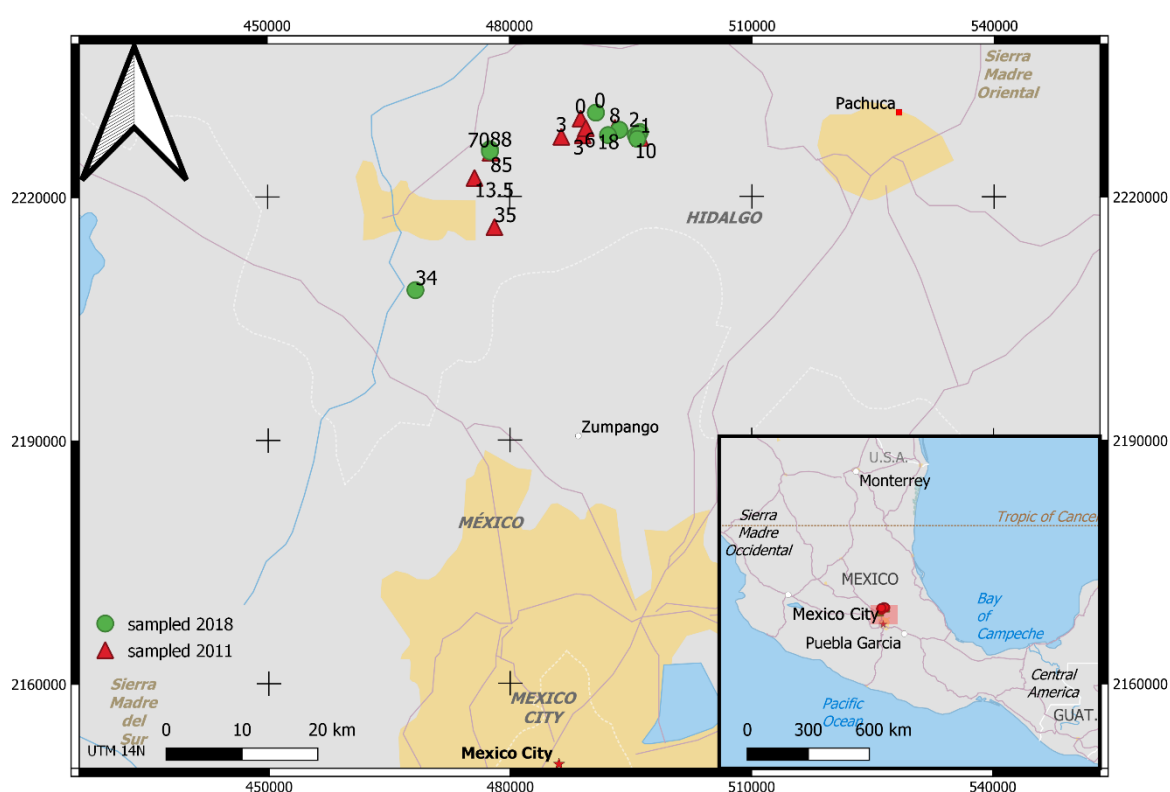 450000
480000
510000
540000
Sierra
Madre
Oriental
Pachuca
0
0
8
3
2
1
7088
3
6
18
10
85
13.5
2220000
2220000
35
HIDALGO
34
Zumpango
2190000
2190000
U.S.A.
Monterrey
Sierra
Madre
Occidental
Tropic of Cancer
MÉXICO
MEXICO
Bay
of
Campeche
Mexico City
Puebla Garcia
sampled 2018
sampled 2011
Central
America
2160000
2160000
Sierra
Madre
del
Sur
MEXICO
CITY
Pacific
Ocean
GUAT.
0 10 20 km
0 300 600 km
UTM 14N
Mexico City
450000
480000
510000
540000